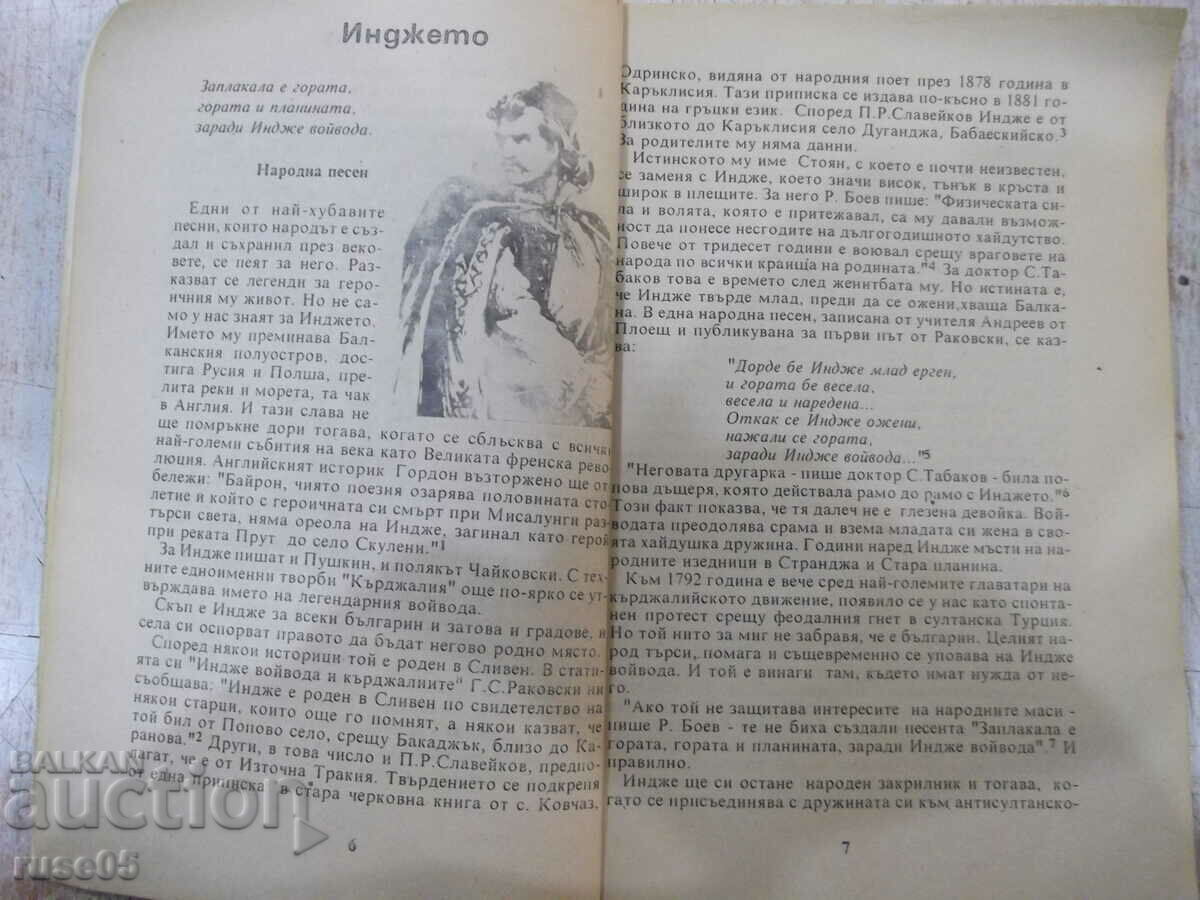 Инджето
Заплакала е гората,
гората и планината,
заради Индже войвода.
Народна песен
Едни от най-хубавите
песни, които народът е съз-
дал и съхранил през веко-
вете, се пеят за него. Раз-
казват се легенди за геро-
ичния му живот. Но не са-
мо у нас знаят за Инджето.
Името му преминава Бал-
канския полуостров, дос-
тига Русия и Полша, пре-
лита реки и морета, та чак
в Англия. И тази слава не
ще помръкне дори тогава, когато се сблъсква с всички
най-големи събития на века като Великата френска рево-
люция. Английският историк Гордон възторжено ще от-
бележи: "Байрон, чиято поезия озарява половината сто-
летие и който с героичната си смърт при Мисалунги раз-
търси света, няма ореола на Индже, загинал като герой
при реката Прут до село Скулени."1
За Индже пишат и Пушкин, и полякът Чайковски. С тех-
ните едноименни творби "Кърджалия" още по-ярко се ут-
върждава името на легендарния войвода.
Скъп е Индже за всеки българин и затова и градове, и
села си оспорват правото да бъдат негово родно място.
Според някои историци той е роден в Сливен. В стати-
ята си "Индже войвода и кърджалиите" Г.С.Раковски ни
съобщава: "Индже е роден в Сливен по свидетелство на
някои старци, които още го помнят, а някои казват, че
той бил от Попово село, срещу Бакаджък, близо до Ка-
ранова."2 Други, в това число и П.Р.Славейков, предпо-
лагат, че е от Източна Тракия. Твърдението се подкрепя
от една приписка в стара черковна книга от с. Ковчаз,
6
Одринско, видяна от народния поет през 1878 година в
Каръклисия. Тази приписка се издава по-късно в 1881 го-
дина на гръцки език. Според П.Р.Славейков Индже е от
близкото до Каръклисия село Дуганджа, Бабаескийско.3
За родителите му няма данни.
Истинското му име Стоян, с което е почти неизвестен,
се заменя с Индже, което значи висок, тънък в кръста и
широк в плещите. За него Р. Боев пише: "Физическата си-
ла и волята, която е притежавал, са му давали възмож-
ност да понесе несгодите на дългогодишното хайдутство.
Повече от тридесет години е воювал срещу враговете на
народа по всички краища на родината."4 За доктор С.Та-
баков това е времето след женитбата му. Но истината е,
че Индже твърде млад, преди да се ожени,хваща Балка-
на. В една народна песен, записана от учителя Андреев от
Плоещ и публикувана за първи път от Раковски, се каз-
ва:
"Дорде бе Индже млад ерген,
и гората бе весела,
весела и наредена...
Откак се Индже ожени,
нажали се гората,
заради Индже войвода..."5
"Неговата другарка - пише доктор С.Табаков - била по-
пова дъщеря, която действала рамо до рамо с Инджето."6
Този факт показва, че тя далеч не е глезена девойка. Вой-
водата преодолява срама и взема младата си жена в сво-
ята хайдушка дружина. Години наред Индже мъсти на на-
родните изедници в Странджа и Стара планина.
Към 1792 година е вече сред най-големите главатари на
кърджалийското движение, появило се у нас като спонта-
нен протест срещу феодалния гнет в султанска Турция.
Но той нито за миг не забравя, че е българин. Целият на-
род търси, помага и същевременно се уповава на Индже
войвода. И той е винаги там, където имат нужда от не-
го.
"Ако той не защитава интересите на народните маси -
пише Р. Боев - те не биха създали песента "Заплакала е
гората, гората и планината, заради Индже войвода".7 И
правилно.
Индже ще си остане народен закрилник и тогава, ко-
гато се присъединява с дружината си към антисултанско-
7
BALKAN
auction
ruse05